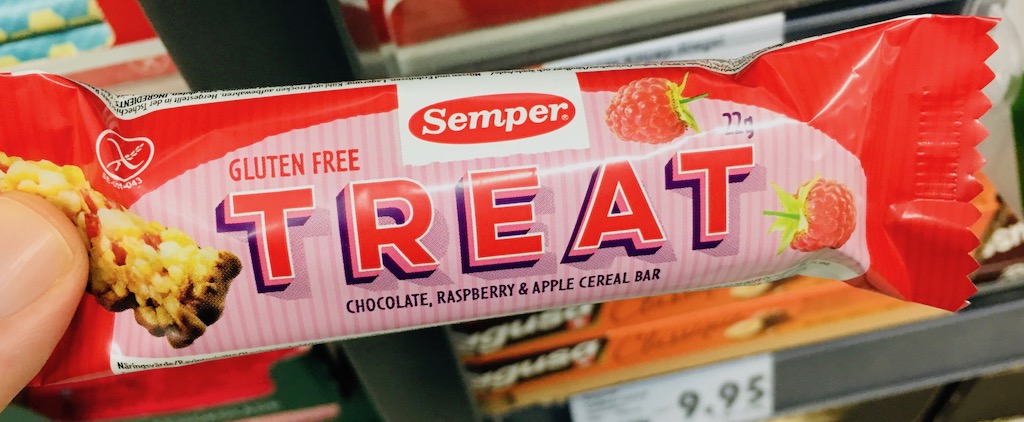 Semper®
22g
GLUTEN FREE
TREAT
CHOCOLATE, RASPBERRY & APPLE CEREAL BAR
9.95